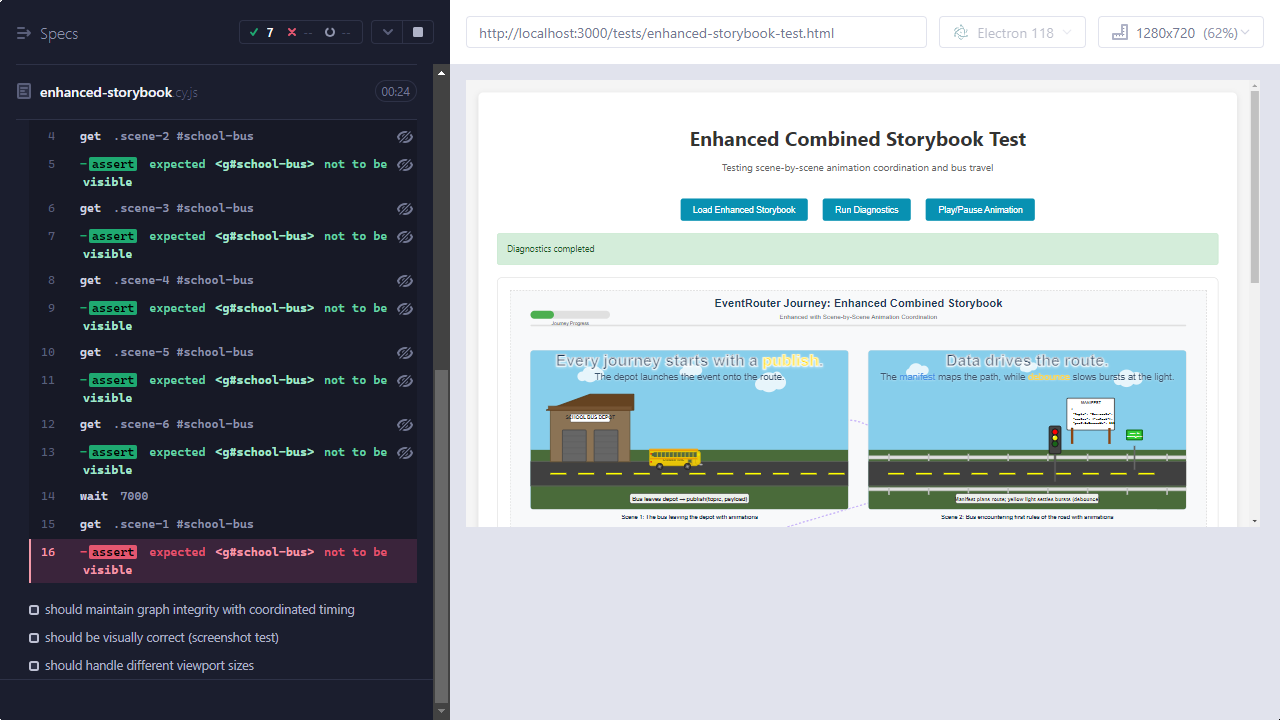 Specs
7
--
--
http://localhost:3000/tests/enhanced-storybook-test.html
Electron 118
1280x720 (62%)
enhanced-storybook.cy.js
00:24
4 get .scene-2 #school-bus
5 -assert expected <g#school-bus> not to be
visible
6 get .scene-3 #school-bus
7 -assert expected <g#school-bus> not to be
visible
8 get .scene-4 #school-bus
9 -assert expected <g#school-bus> not to be
visible
10 get .scene-5 #school-bus
11 -assert expected <g#school-bus> not to be
visible
12 get .scene-6 #school-bus
13 -assert expected <g#school-bus> not to be
visible
14 wait 7000
15 get .scene-1 #school-bus
16 -assert expected <g#school-bus> not to be
visible
should maintain graph integrity with coordinated timing
should be visually correct (screenshot test)
should handle different viewport sizes
Enhanced Combined Storybook Test
Testing scene-by-scene animation coordination and bus travel
Load Enhanced Storybook
Run Diagnostics
Play/Pause Animation
Diagnostics completed
EventRouter Journey: Enhanced Combined Storybook
Enhanced with Scene-by-Scene Animation Coordination
Journey Progress
Every journey starts with a publish.
The depot launches the event onto the route.
SCHOOL BUS DEPOT
Bus leaves depot → publish(topic, payload)
Scene 1: The bus leaving the depot with animations
Data drives the route.
The manifest maps the path, while debounce slows bursts at the light.
MANIFEST
Manifest plans route; yellow light settles bursts (debounce
Scene 2: Bus encountering first rules of the road with animations